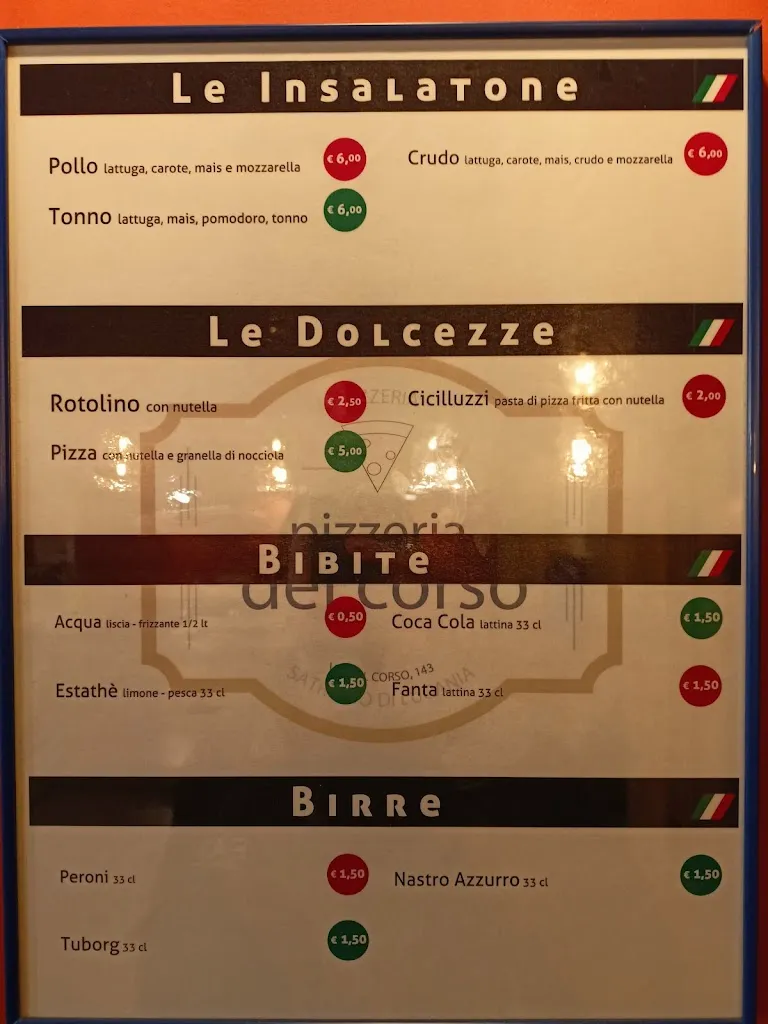 Le Insalatone
Pollo lattuga, carote, mais e mozzarella € 6,00
Crudo lattuga, carote, mais, crudo e mozzarella € 6,00
Tonno lattuga, mais, pomodoro, tonno € 6,00
Le Dolcezze
Rotolino con nutella € 2,50
Cicilluzzi pasta di pizza fritta con nutella € 2,00
Pizza con nutella e granella di nocciola € 5,00
pizzeria
del corso
Bibite
Acqua liscia - frizzante 1/2 lt € 0,50
Coca Cola lattina 33 cl € 1,50
CORSO, 143
Estathè limone - pesca 33 cl € 1,50
Fanta lattina 33 cl € 1,50
Birre
Peroni 33 cl € 1,50
Nastro Azzurro 33 cl € 1,50
Tuborg 33 cl € 1,50